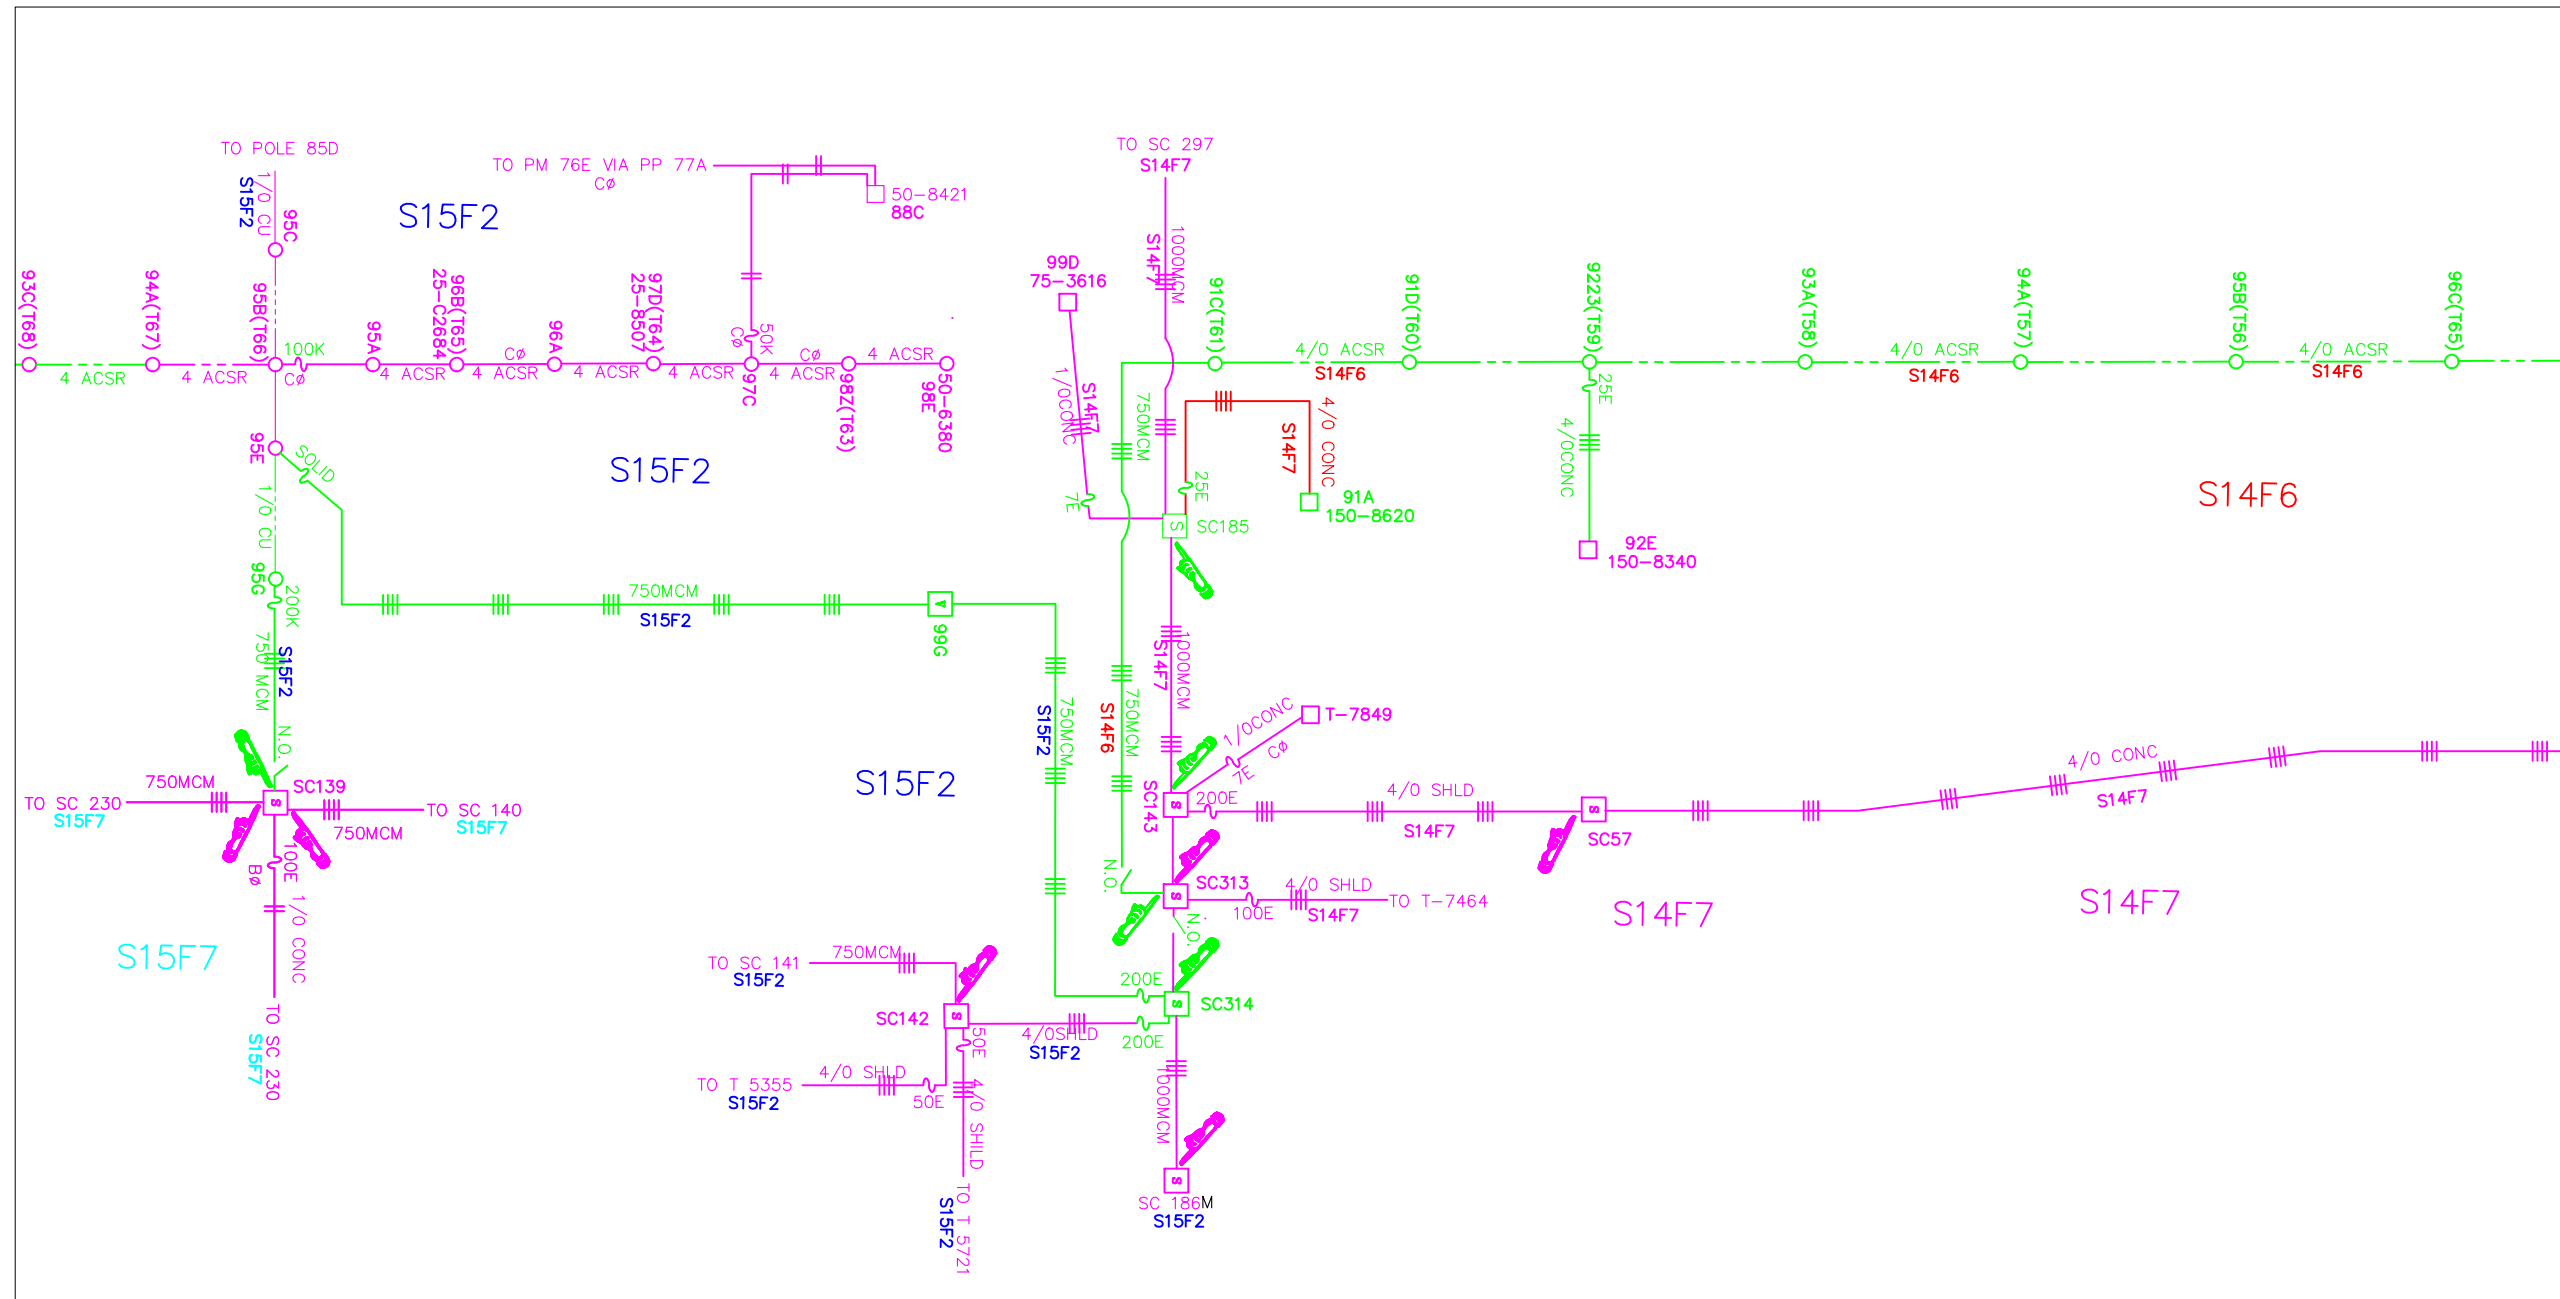 TO POLE 85D
1/0 CU
S15F2
95C
S15F2
TO PM 76E VIA PP 77A
CØ
50-8421
88C
TO SC 297
S14F7
1000MCM
S14F7
99D
75-3616
93C(T68)
94A(T67)
95B(T66)
95A
96B(T65)
25-C2684
96A
97D(T64)
25-8507
50K
CØ
97C
98Z(T63)
50-6380
98E
100K
CØ
4 ACSR
4 ACSR
4 ACSR
CØ
4 ACSR
4 ACSR
4 ACSR
CØ
4 ACSR
4 ACSR
91C(T61)
91D(T60)
9223(T59)
93A(T58)
94A(T57)
95B(T56)
96C(T65)
4/0 ACSR
S14F6
4/0 ACSR
S14F6
4/0 ACSR
S14F6
1/0CONC
S14F7
7E
750MCM
25E
4/0 CONC
S14F7
91A
150-8620
25E
4/0CONC
92E
150-8340
S14F6
S
SC185
95E
SOLID
1/0 CU
S15F2
95G
200K
750 MCM
S15F2
N.O.
750MCM
S15F2
A
99G
750MCM
S15F2
750MCM
S14F6
1000MCM
S14F7
S15F2
S
SC139
750MCM
TO SC 230
S15F7
TO SC 140
S15F7
750MCM
100E
BØ
1/0 CONC
TO SC 230
S15F7
S15F7
1/0CONC
CØ
7E
T-7849
S
SC143
200E
4/0 SHLD
S14F7
S
SC57
4/0 CONC
S14F7
S14F7
S14F7
N.O.
S
SC313
4/0 SHLD
100E
S14F7
TO T-7464
N.O.
200E
S
SC314
200E
TO SC 141
S15F2
750MCM
S
SC142
4/0SHLD
S15F2
50E
4/0 SHILD
TO T 5721
S15F2
TO T 5355
S15F2
4/0 SHLD
50E
1000MCM
S
SC 186M
S15F2